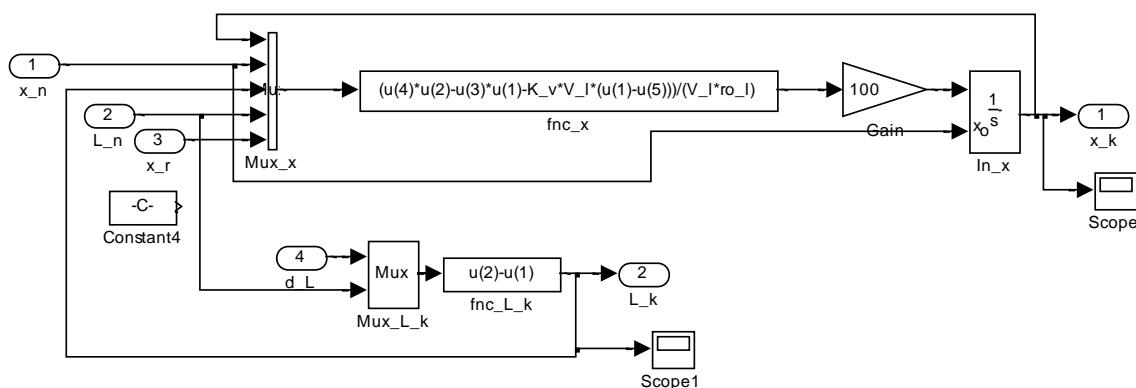 1
x_n
2
L_n
3
x_r
-C-
Constant4
Mux_x
(u(4)*u(2)-u(3)*u(1)-K_v*V_l*(u(1)-u(5)))/(V_l*ro_l)
fnc_x
100
Gain
1
s
xo
In_x
1
x_k
Scope
4
d_L
Mux
Mux_L_k
u(2)-u(1)
fnc_L_k
2
L_k
Scope1